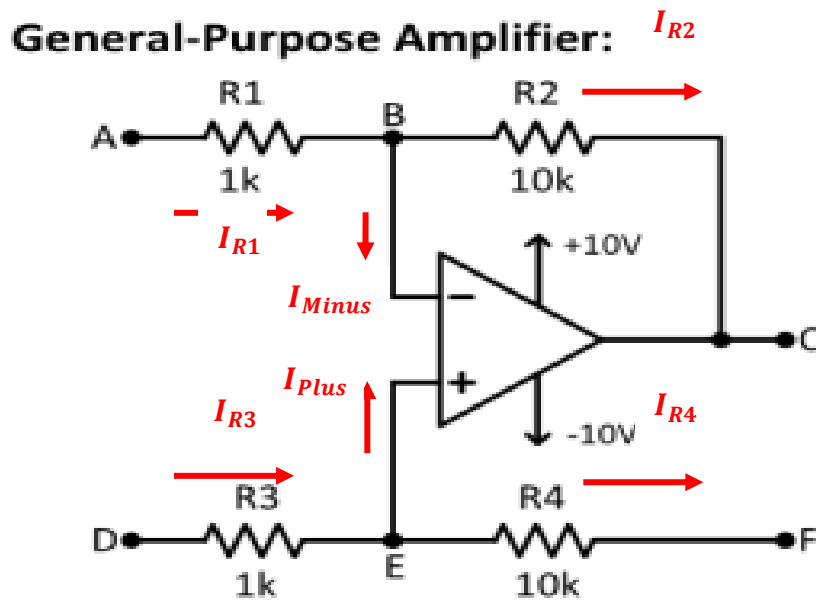 General-Purpose Amplifier:
I_R2
R1
B
R2
A
1k
10k
I_R1
+10V
I_Minus
−
C
I_Plus
+
I_R3
I_R4
-10V
R3
R4
D
E
F
1k
10k